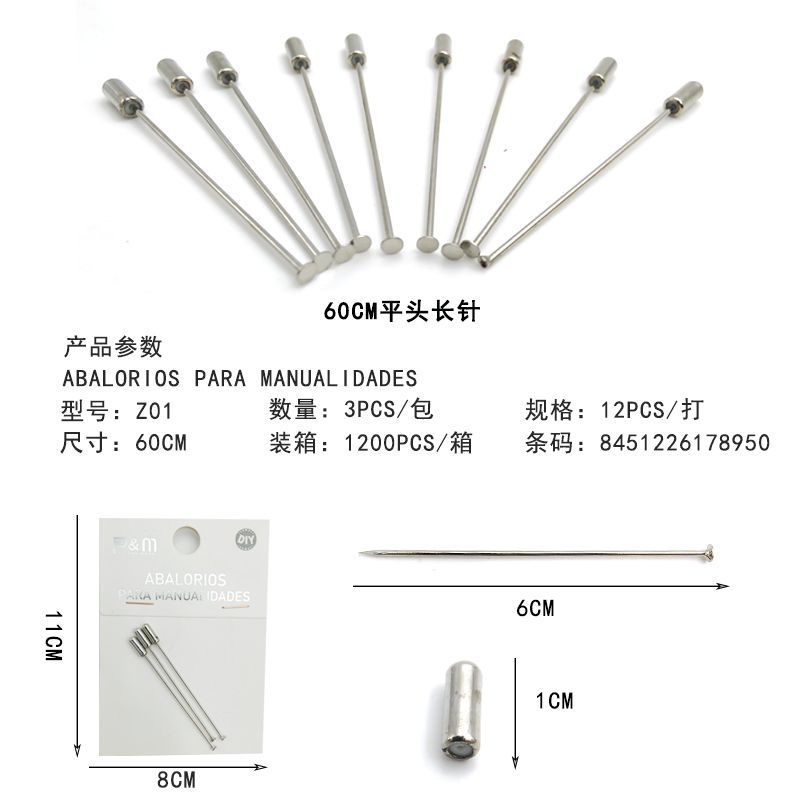 60CM平头长针
产品参数
ABALORIOS PARA MANUALIDADES
型号：Z01 数量：3PCS/包 规格：12PCS/打
尺寸：60CM 装箱：1200PCS/箱 条码：8451226178950
P&M DIY
ABALORIOS
PARA MANUALIDADES
11CM
8CM
6CM
1CM